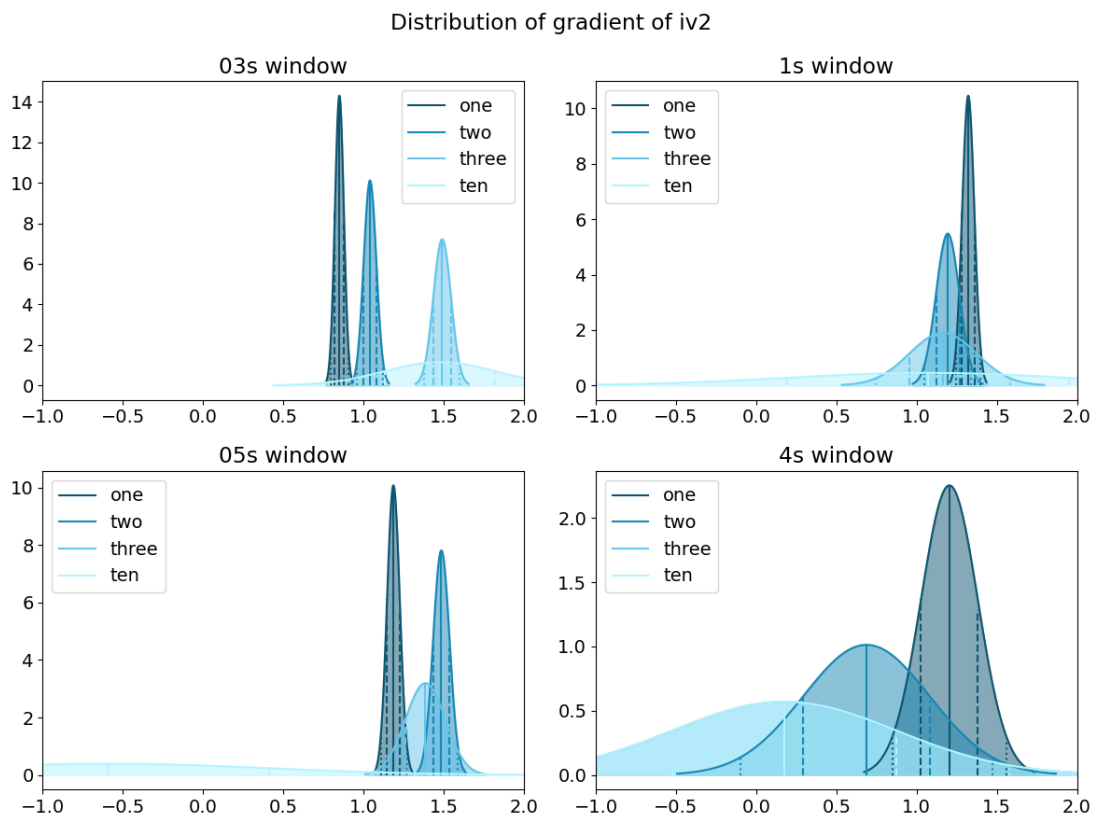 Distribution of gradient of iv2
03s window
14
12
10
8
6
4
2
0
−1.0 −0.5 0.0 0.5 1.0 1.5 2.0
one
two
three
ten
1s window
10
8
6
4
2
0
−1.0 −0.5 0.0 0.5 1.0 1.5 2.0
one
two
three
ten
05s window
10
8
6
4
2
0
−1.0 −0.5 0.0 0.5 1.0 1.5 2.0
one
two
three
ten
4s window
2.0
1.5
1.0
0.5
0.0
−1.0 −0.5 0.0 0.5 1.0 1.5 2.0
one
two
three
ten